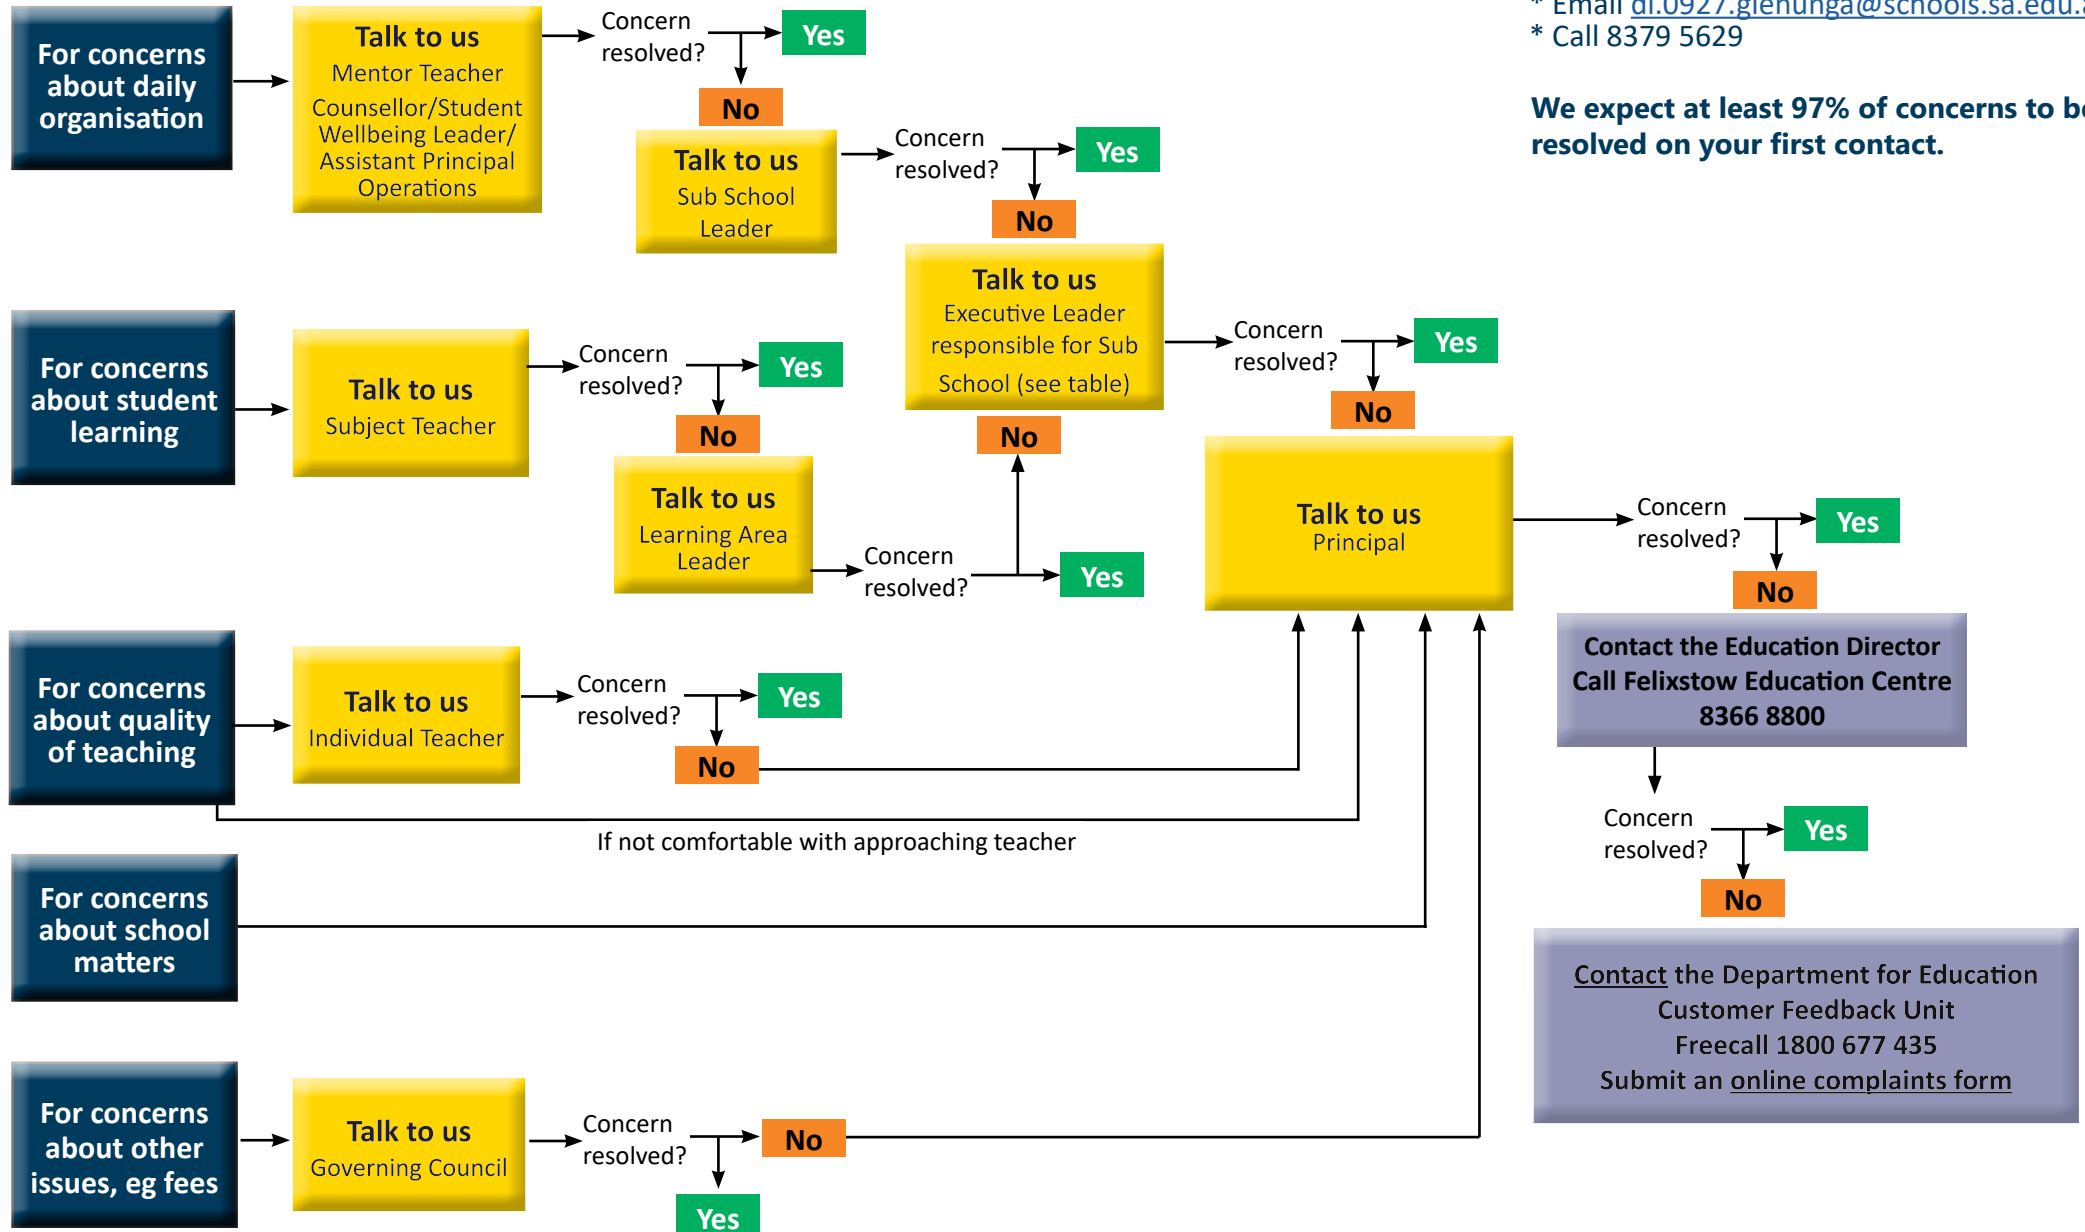 * Email dl.0927.glenunga@schools.sa.edu.a
* Call 8379 5629
We expect at least 97% of concerns to be
resolved on your first contact.
For concerns
about daily
organisation
Talk to us
Mentor Teacher
Counsellor/Student
Wellbeing Leader/
Assistant Principal
Operations
Concern
resolved?
Yes
No
Talk to us
Sub School
Leader
Concern
resolved?
Yes
No
Talk to us
Executive Leader
responsible for Sub
School (see table)
Concern
resolved?
Yes
No
For concerns
about student
learning
Talk to us
Subject Teacher
Concern
resolved?
Yes
No
Talk to us
Learning Area
Leader
Concern
resolved?
Yes
No
Talk to us
Principal
Concern
resolved?
Yes
No
Contact the Education Director
Call Felixstow Education Centre
8366 8800
Concern
resolved?
Yes
No
Contact the Department for Education
Customer Feedback Unit
Freecall 1800 677 435
Submit an online complaints form
For concerns
about quality
of teaching
Talk to us
Individual Teacher
Concern
resolved?
Yes
No
If not comfortable with approaching teacher
For concerns
about school
matters
For concerns
about other
issues, eg fees
Talk to us
Governing Council
Concern
resolved?
No
Yes